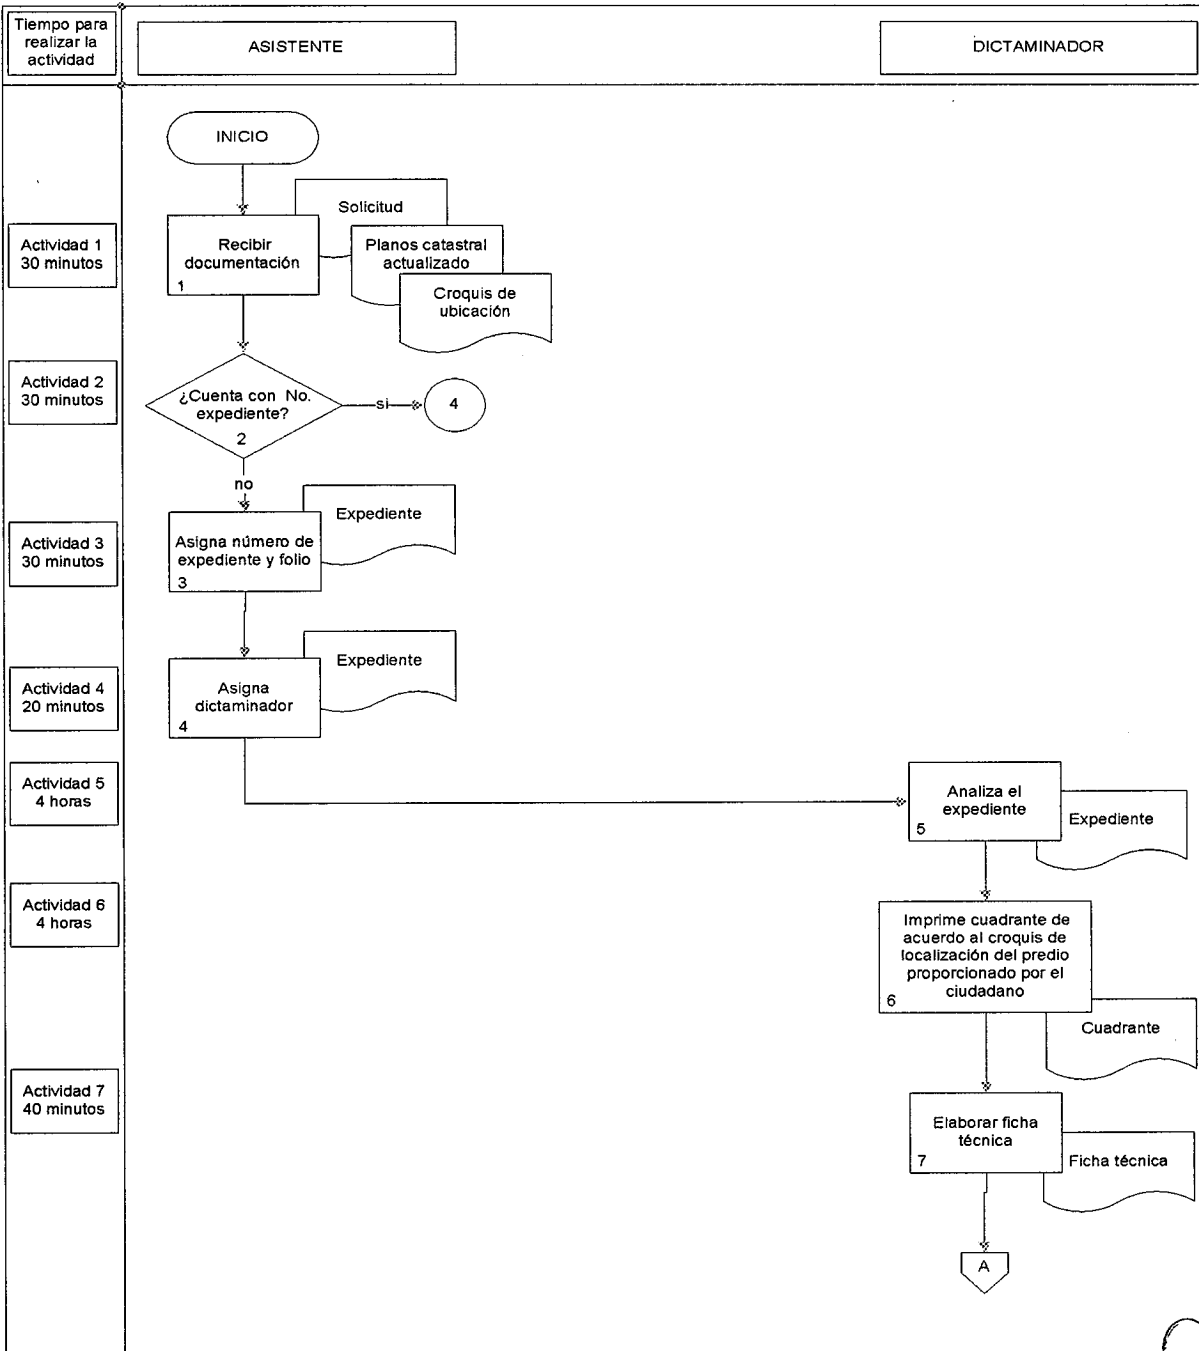 Tiempo para
realizar la
actividad
ASISTENTE
DICTAMINADOR
INICIO
Actividad 1
30 minutos
Recibir
documentación
1
Solicitud
Planos catastral
actualizado
Croquis de
ubicación
Actividad 2
30 minutos
¿Cuenta con No.
expediente?
2
si
4
no
Actividad 3
30 minutos
Asigna número de
expediente y folio
3
Expediente
Actividad 4
20 minutos
Asigna
dictaminador
4
Expediente
Actividad 5
4 horas
Analiza el
expediente
5
Expediente
Actividad 6
4 horas
Imprime cuadrante de
acuerdo al croquis de
localización del predio
proporcionado por el
ciudadano
6
Cuadrante
Actividad 7
40 minutos
Elaborar ficha
técnica
7
Ficha técnica
A